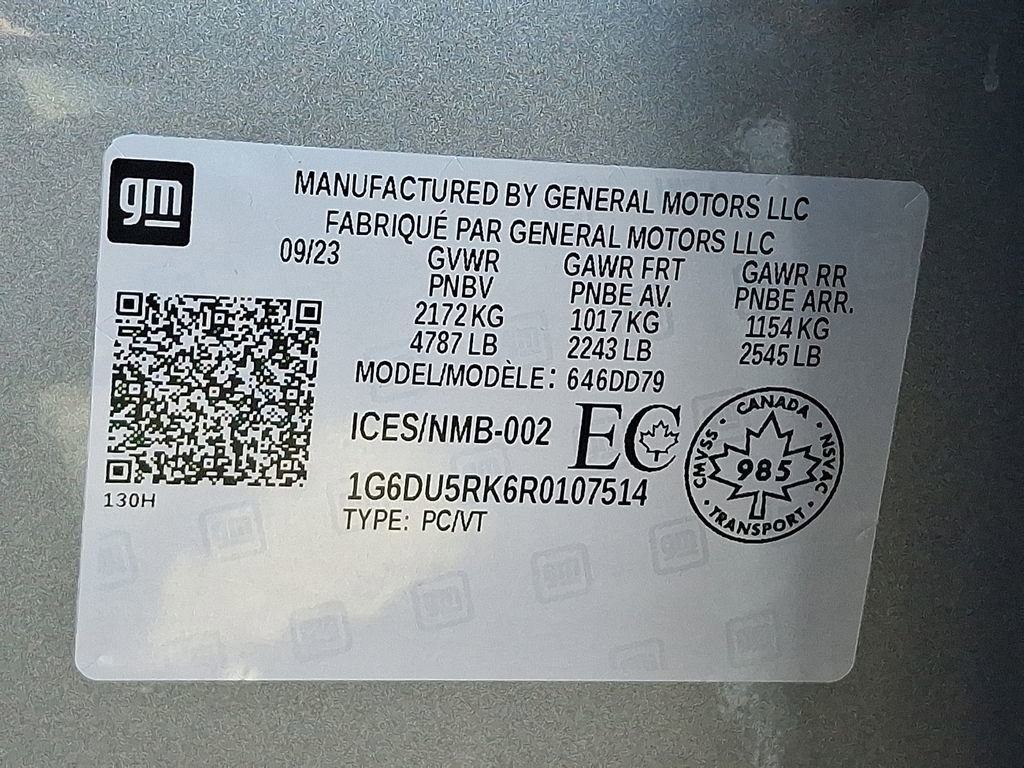 gm
MANUFACTURED BY GENERAL MOTORS LLC
FABRIQUÉ PAR GENERAL MOTORS LLC
09/23
GVWR GAWR FRT GAWR RR
PNBV PNBE AV. PNBE ARR.
2172 KG 1017 KG 1154 KG
4787 LB 2243 LB 2545 LB
MODEL/MODÈLE: 646DD79
ICES/NMB-002 EC
CANADA
CMVSS
NSVAC
985
TRANSPORT
1G6DU5RK6R0107514
130H
TYPE: PC/VT